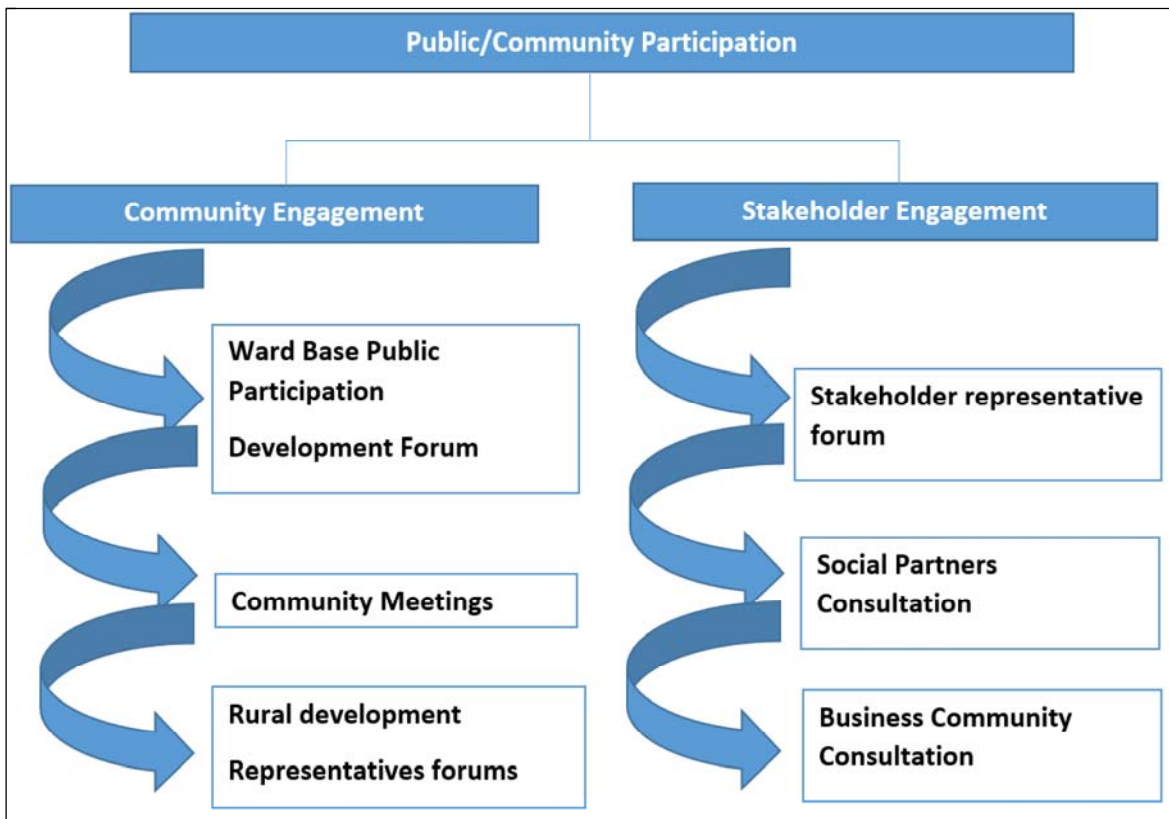 Public/Community Participation
Community Engagement
Ward Base Public
Participation
Development Forum
Community Meetings
Rural development
Representatives forums
Stakeholder Engagement
Stakeholder representative
forum
Social Partners
Consultation
Business Community
Consultation